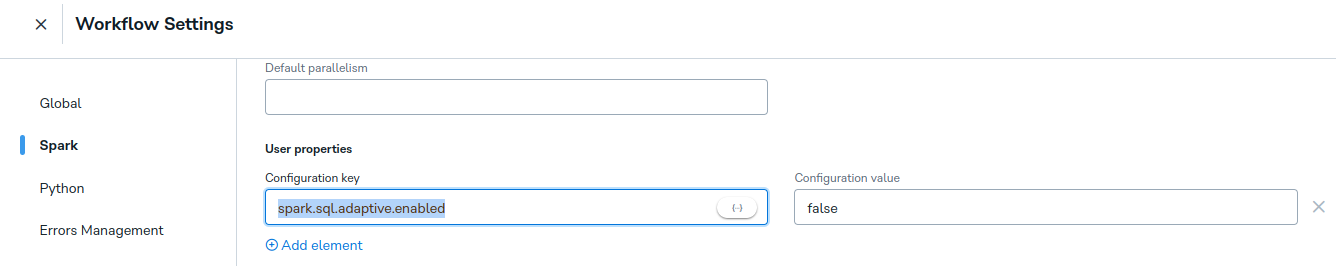 Workflow Settings
Default parallelism
Global
Spark
User properties
Python
Configuration key
Configuration value
spark.sql.adaptive.enabled
false
Errors Management
Add element